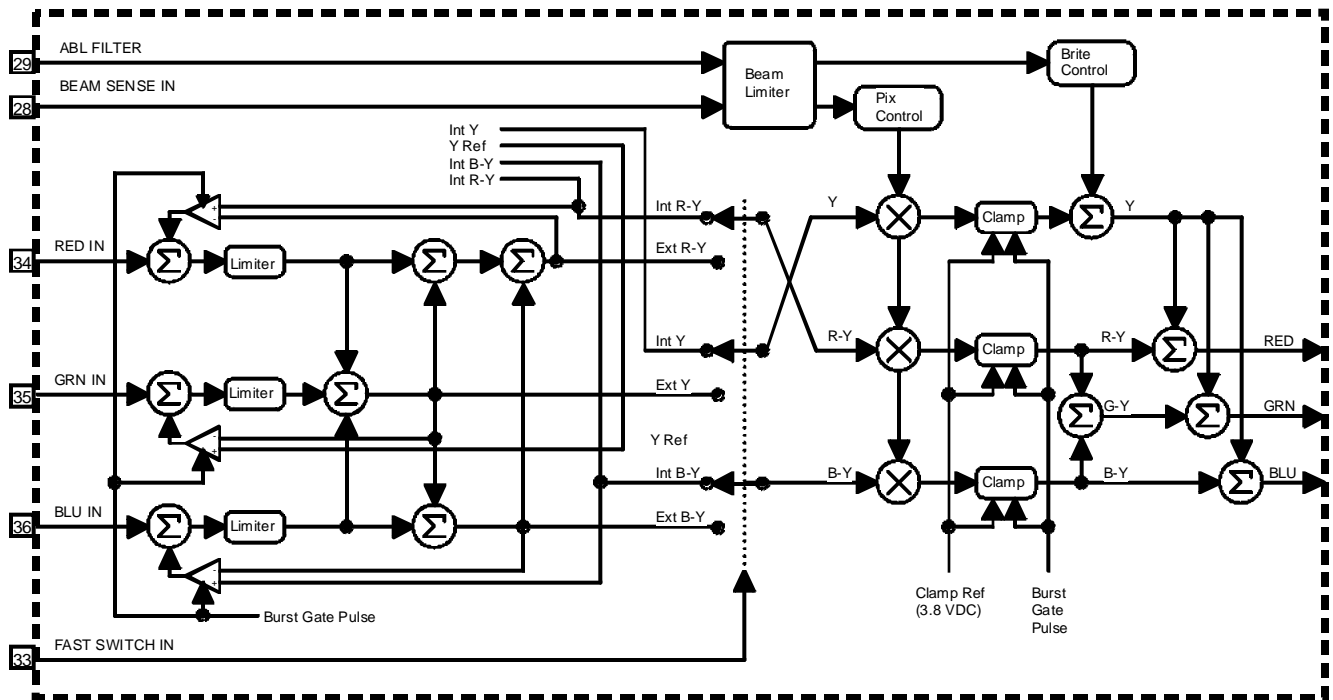 ABL FILTER
29
BEAM SENSE IN
28
Beam
Limiter
Brite
Control
Pix
Control
Int Y
Y Ref
Int B-Y
Int R-Y
+
-
Σ
RED IN
34
Limiter
Σ
Σ
Int R-Y
Ext R-Y
Y
Clamp
Σ
Y
Int Y
R-Y
Clamp
R-Y
Σ
RED
GRN IN
35
Σ
Limiter
Σ
Ext Y
-
+
Y Ref
Σ
G-Y
Σ
GRN
Int B-Y
B-Y
Clamp
B-Y
Σ
BLU
BLU IN
36
Σ
Limiter
Σ
Ext B-Y
-
+
Burst Gate Pulse
Clamp Ref
(3.8 VDC)
Burst
Gate
Pulse
FAST SWITCH IN
33